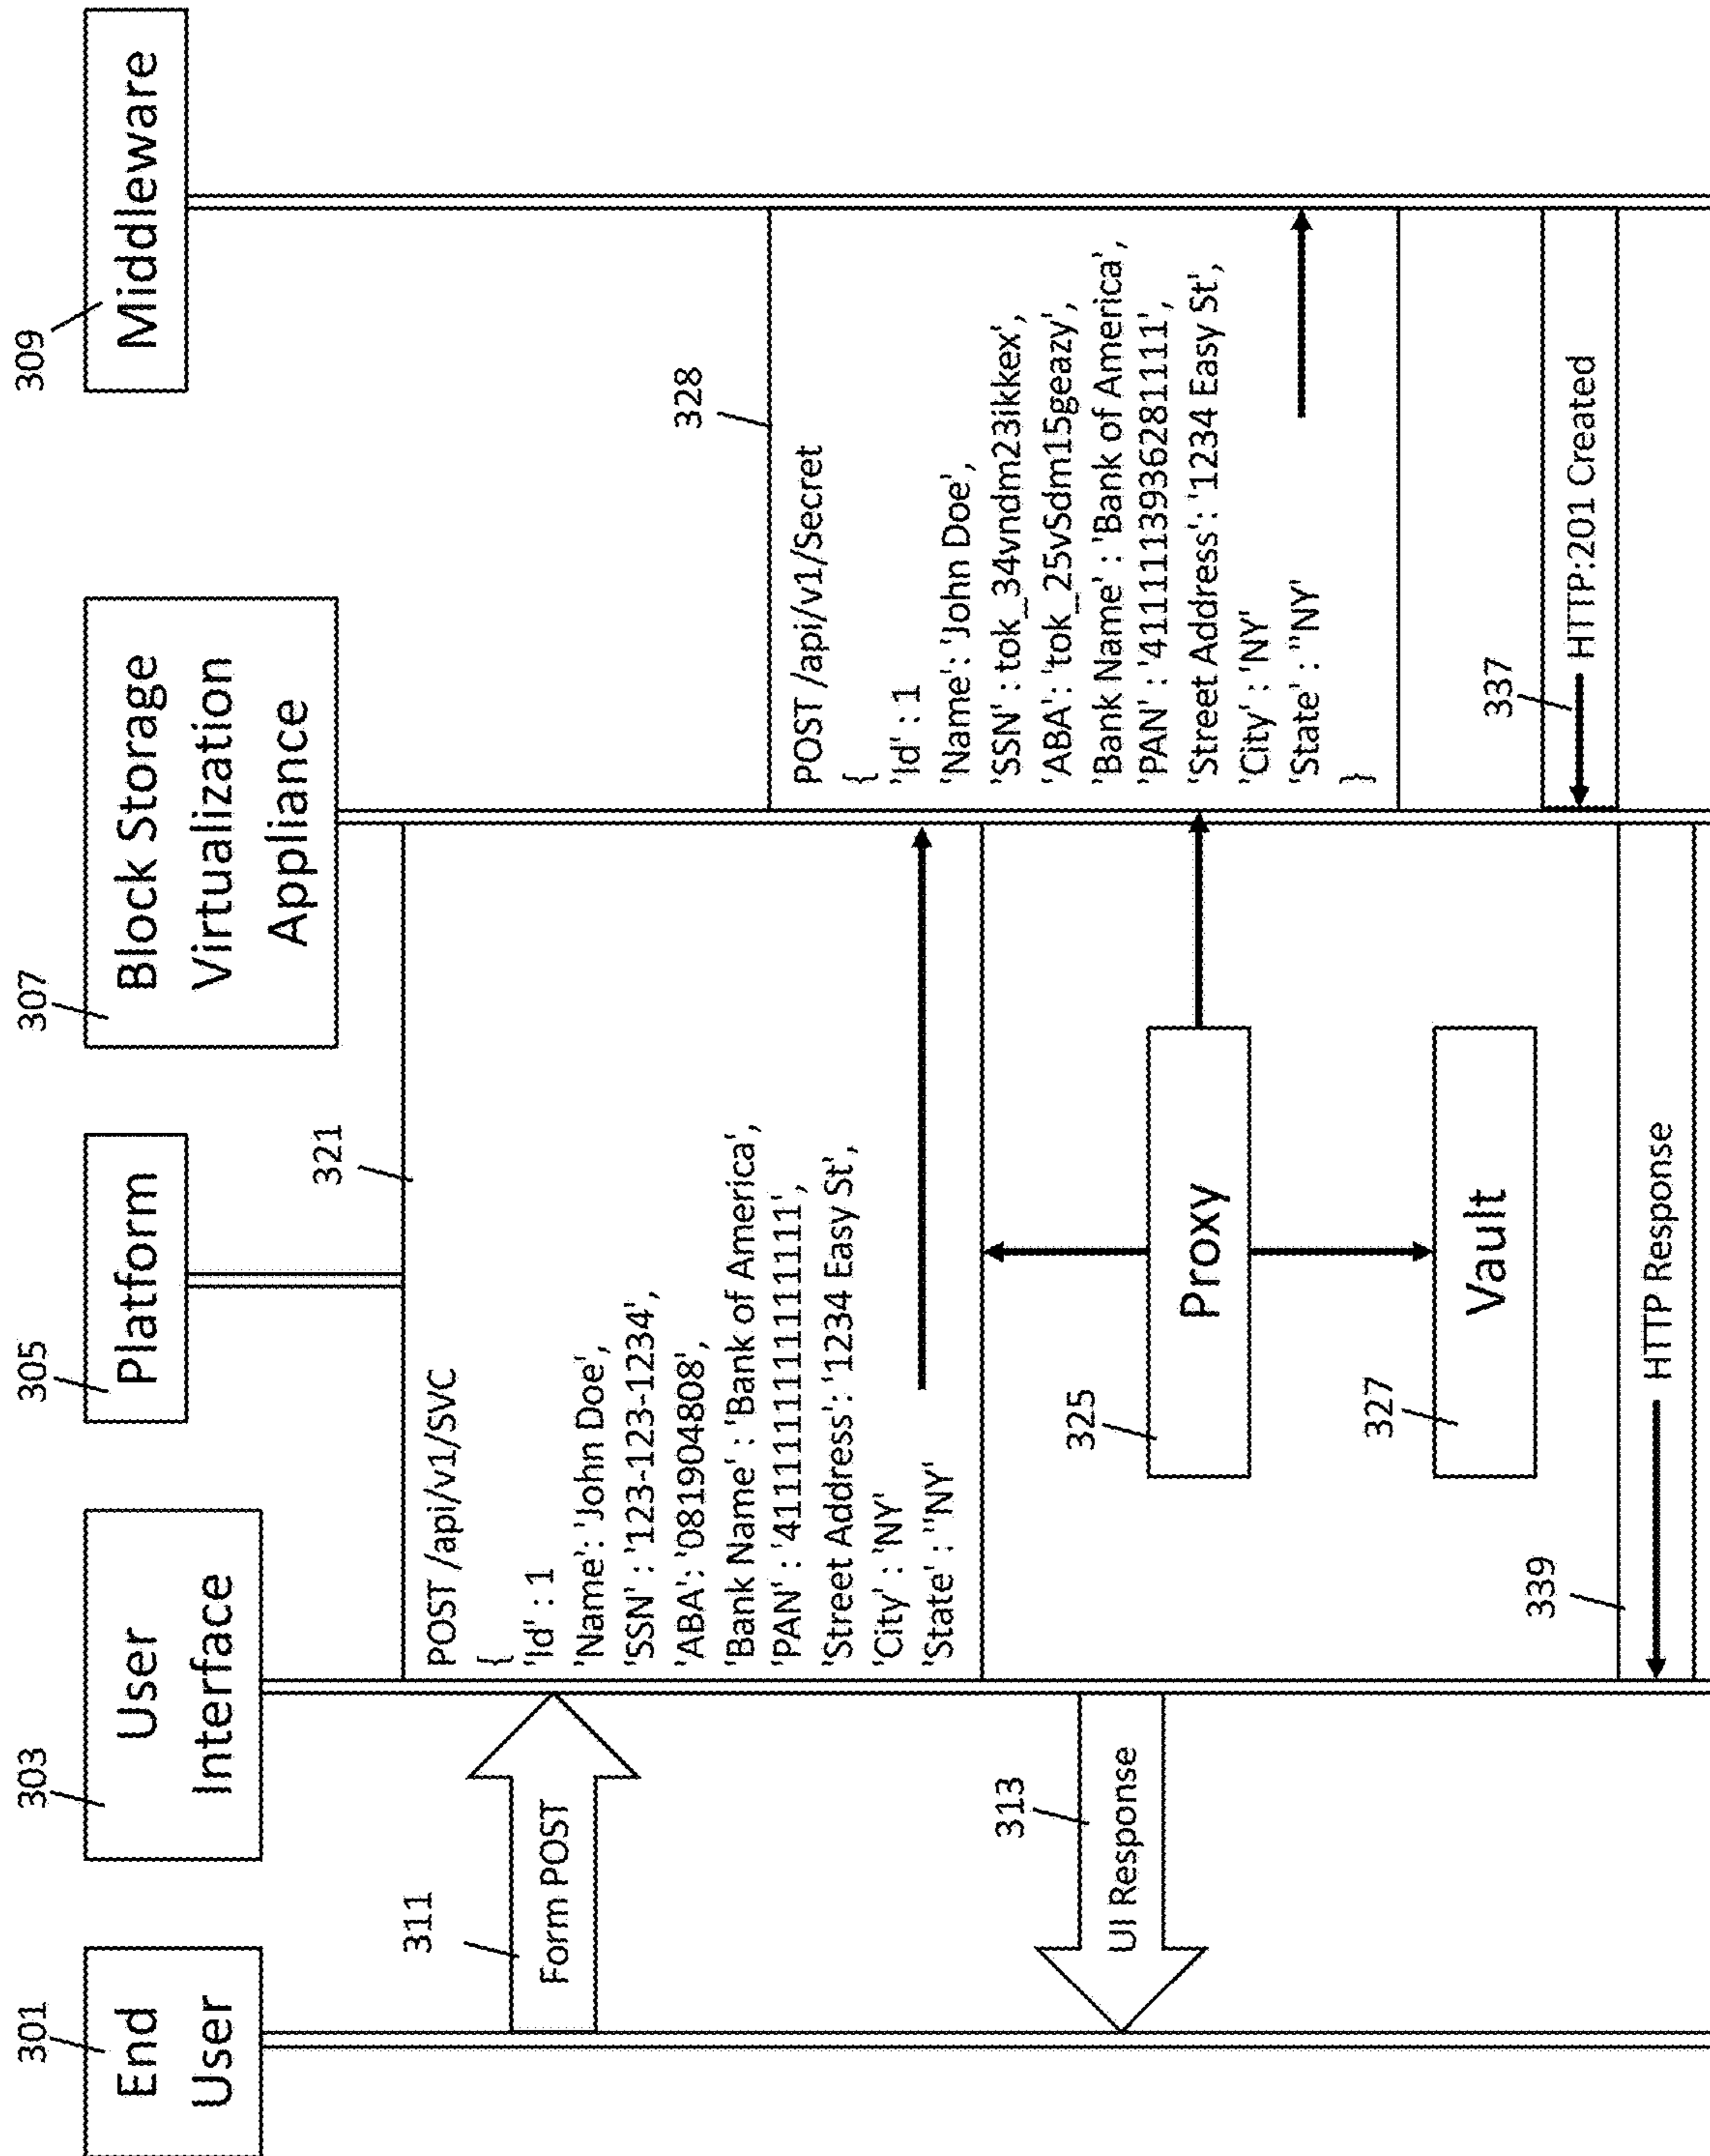 301
End
User
303
User
Interface
305
Platform
307
Block Storage
Virtualization
Appliance
309
Middleware
311
Form POST
313
UI Response
321
POST /api/v1/SVC
{
'Id' : 1
'Name': 'John Doe',
'SSN' : '123-123-1234',
'ABA': '081904808',
'Bank Name' : 'Bank of America',
'PAN' : '4111111111111111',
'Street Address': '1234 Easy St',
'City' : 'NY'
'State' : "NY'
325
Proxy
327
Vault
328
POST /api/v1/Secret
{
'Id' : 1
'Name': 'John Doe',
'SSN' : tok_34vndm23ikkex',
'ABA': 'tok_25vSdm15geazy',
'Bank Name' : 'Bank of America',
'PAN' : '4111139362811111',
'Street Address': '1234 Easy St',
'City' : 'NY'
'State' : "NY'
}
337
HTTP:201 Created
339
HTTP Response